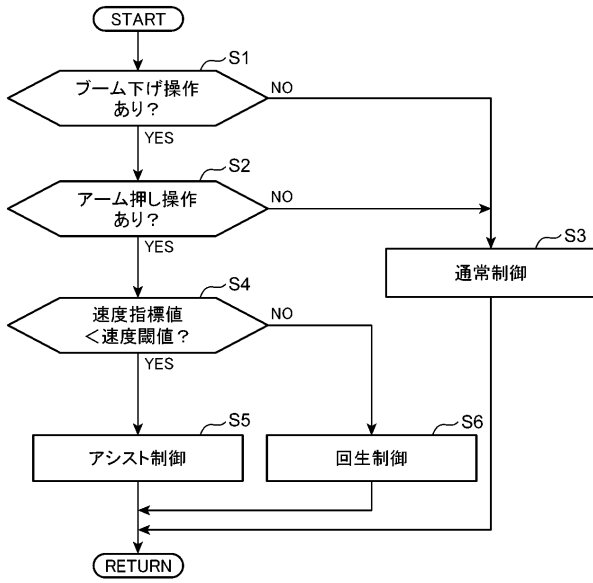 START
S1
ブーム下げ操作
あり？
NO
YES
S2
アーム押し操作
あり？
NO
YES
S3
通常制御
S4
速度指標値
＜速度閾値？
NO
YES
S5
アシスト制御
S6
回生制御
RETURN